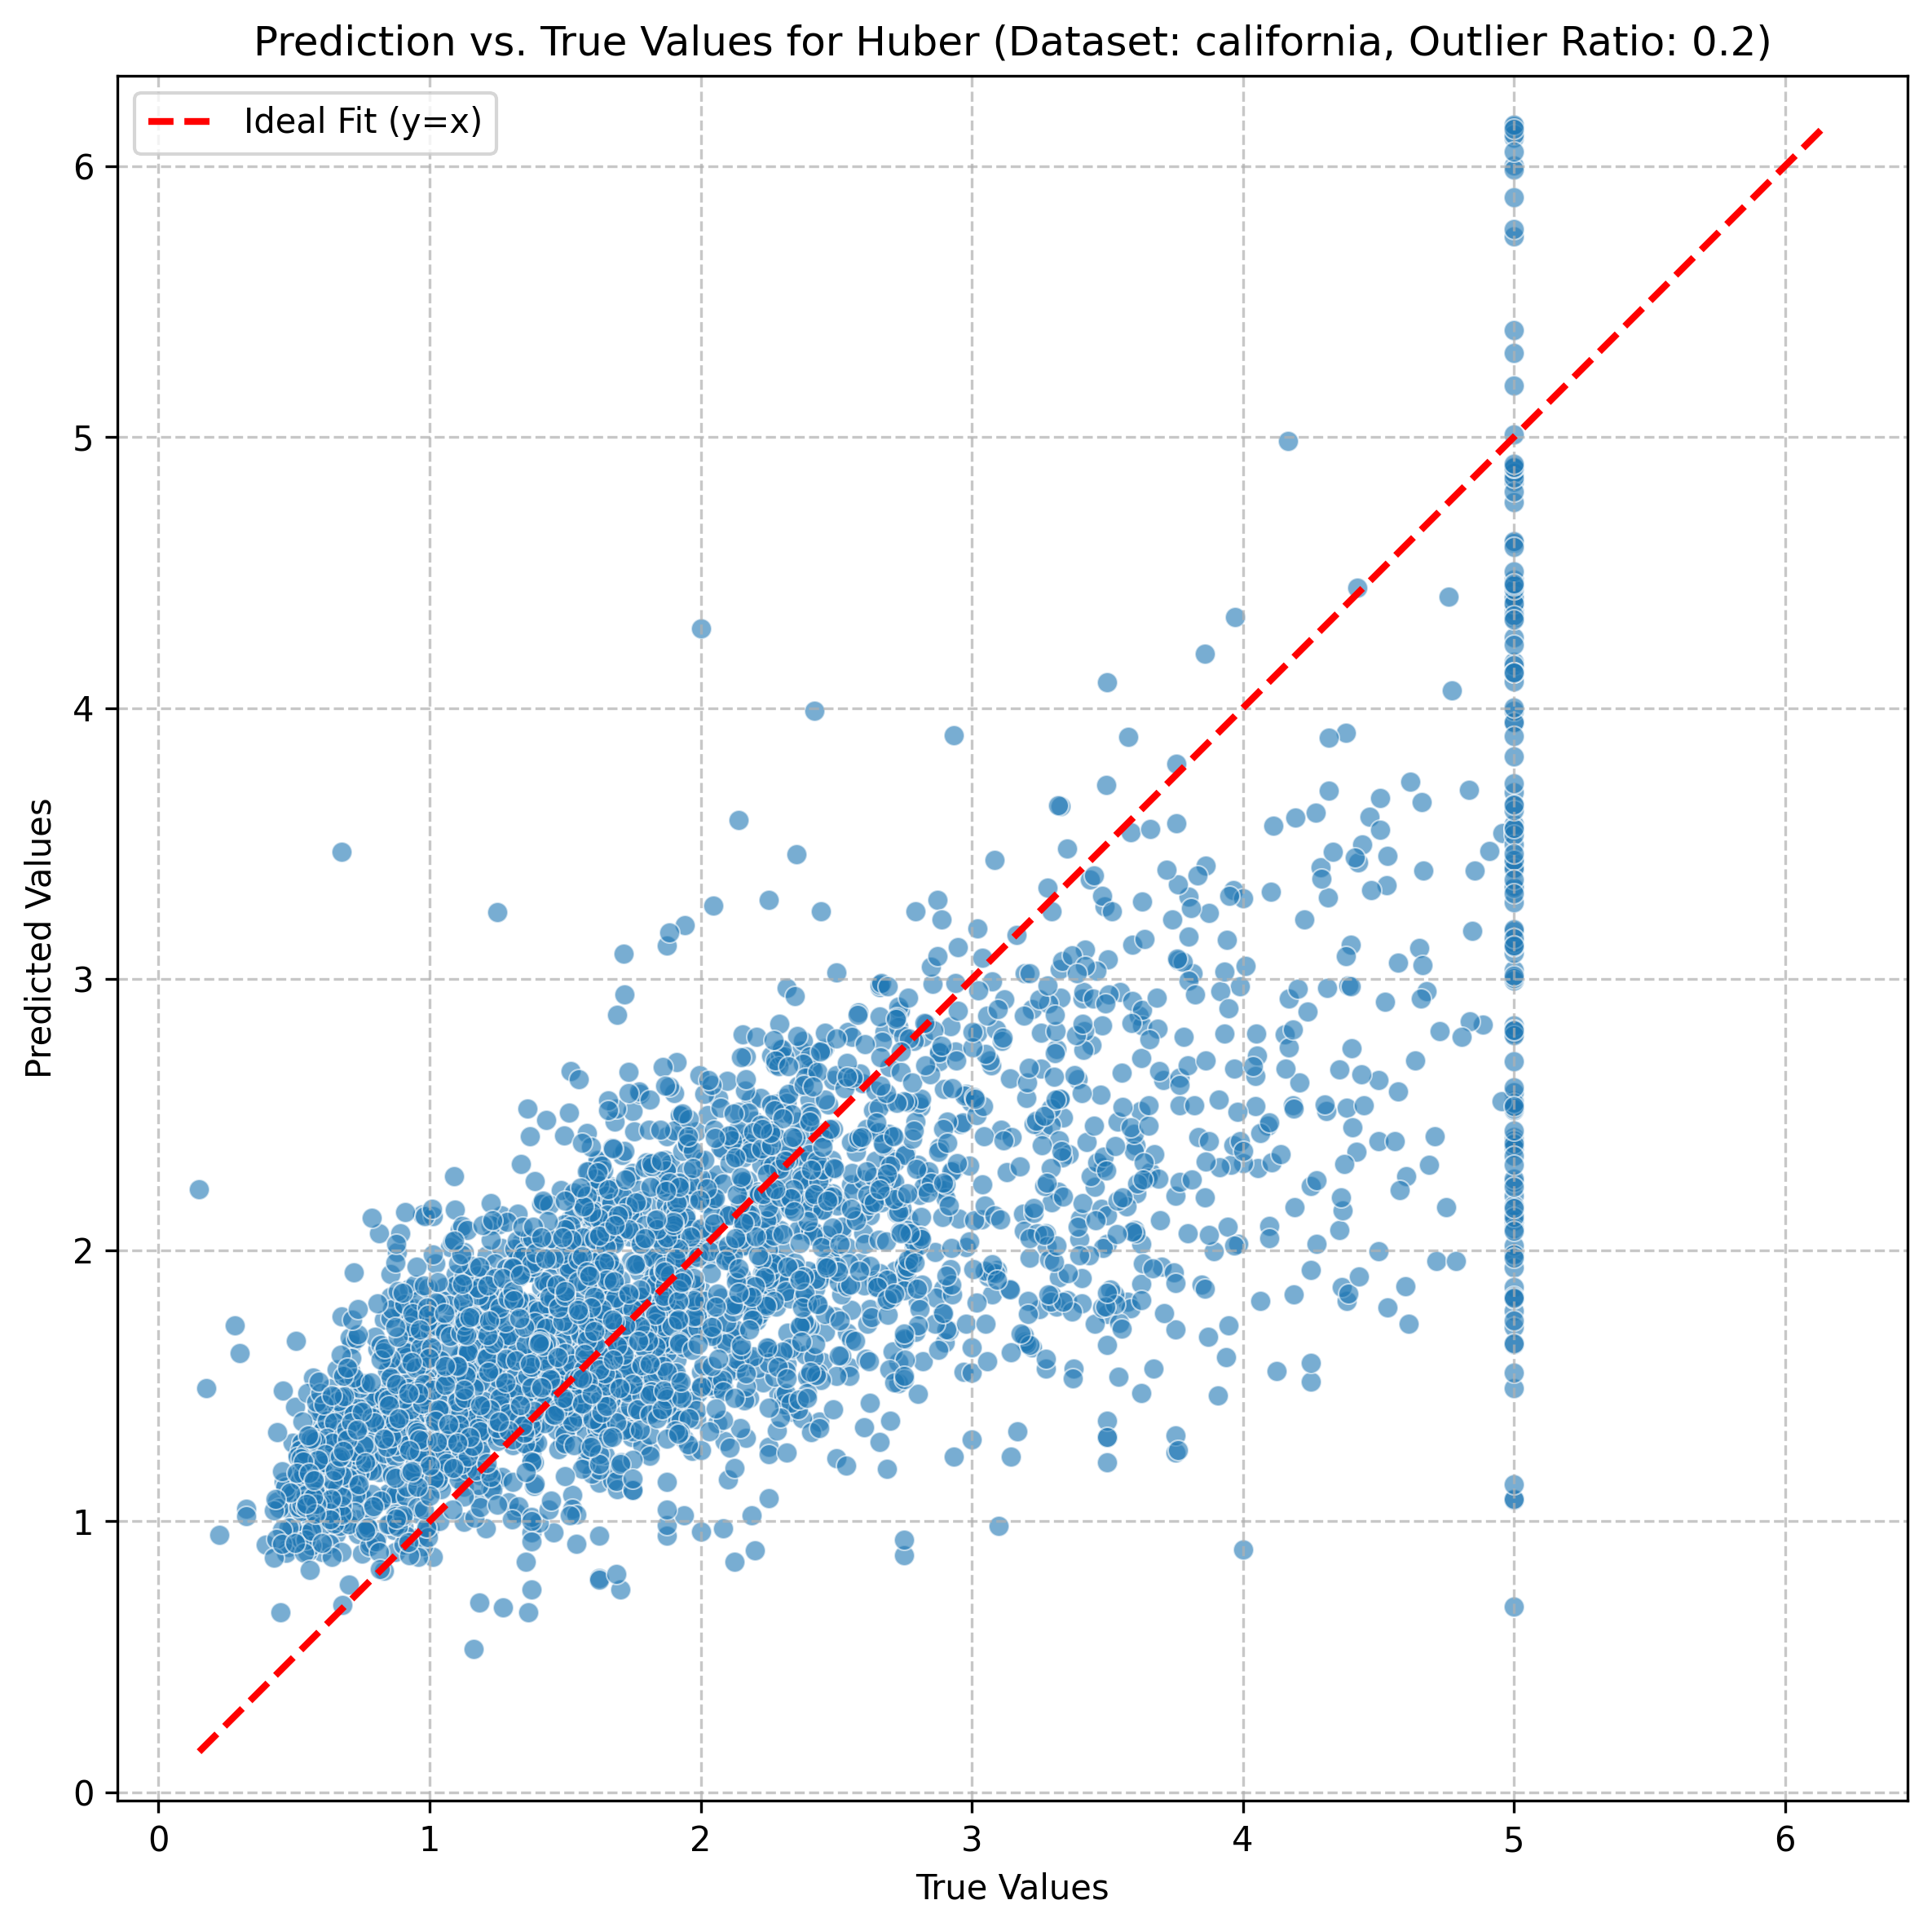 Prediction vs. True Values for Huber (Dataset: california, Outlier Ratio: 0.2)
Ideal Fit (y=x)
6
5
4
3
2
1
0
Predicted Values
0 1 2 3 4 5 6
True Values